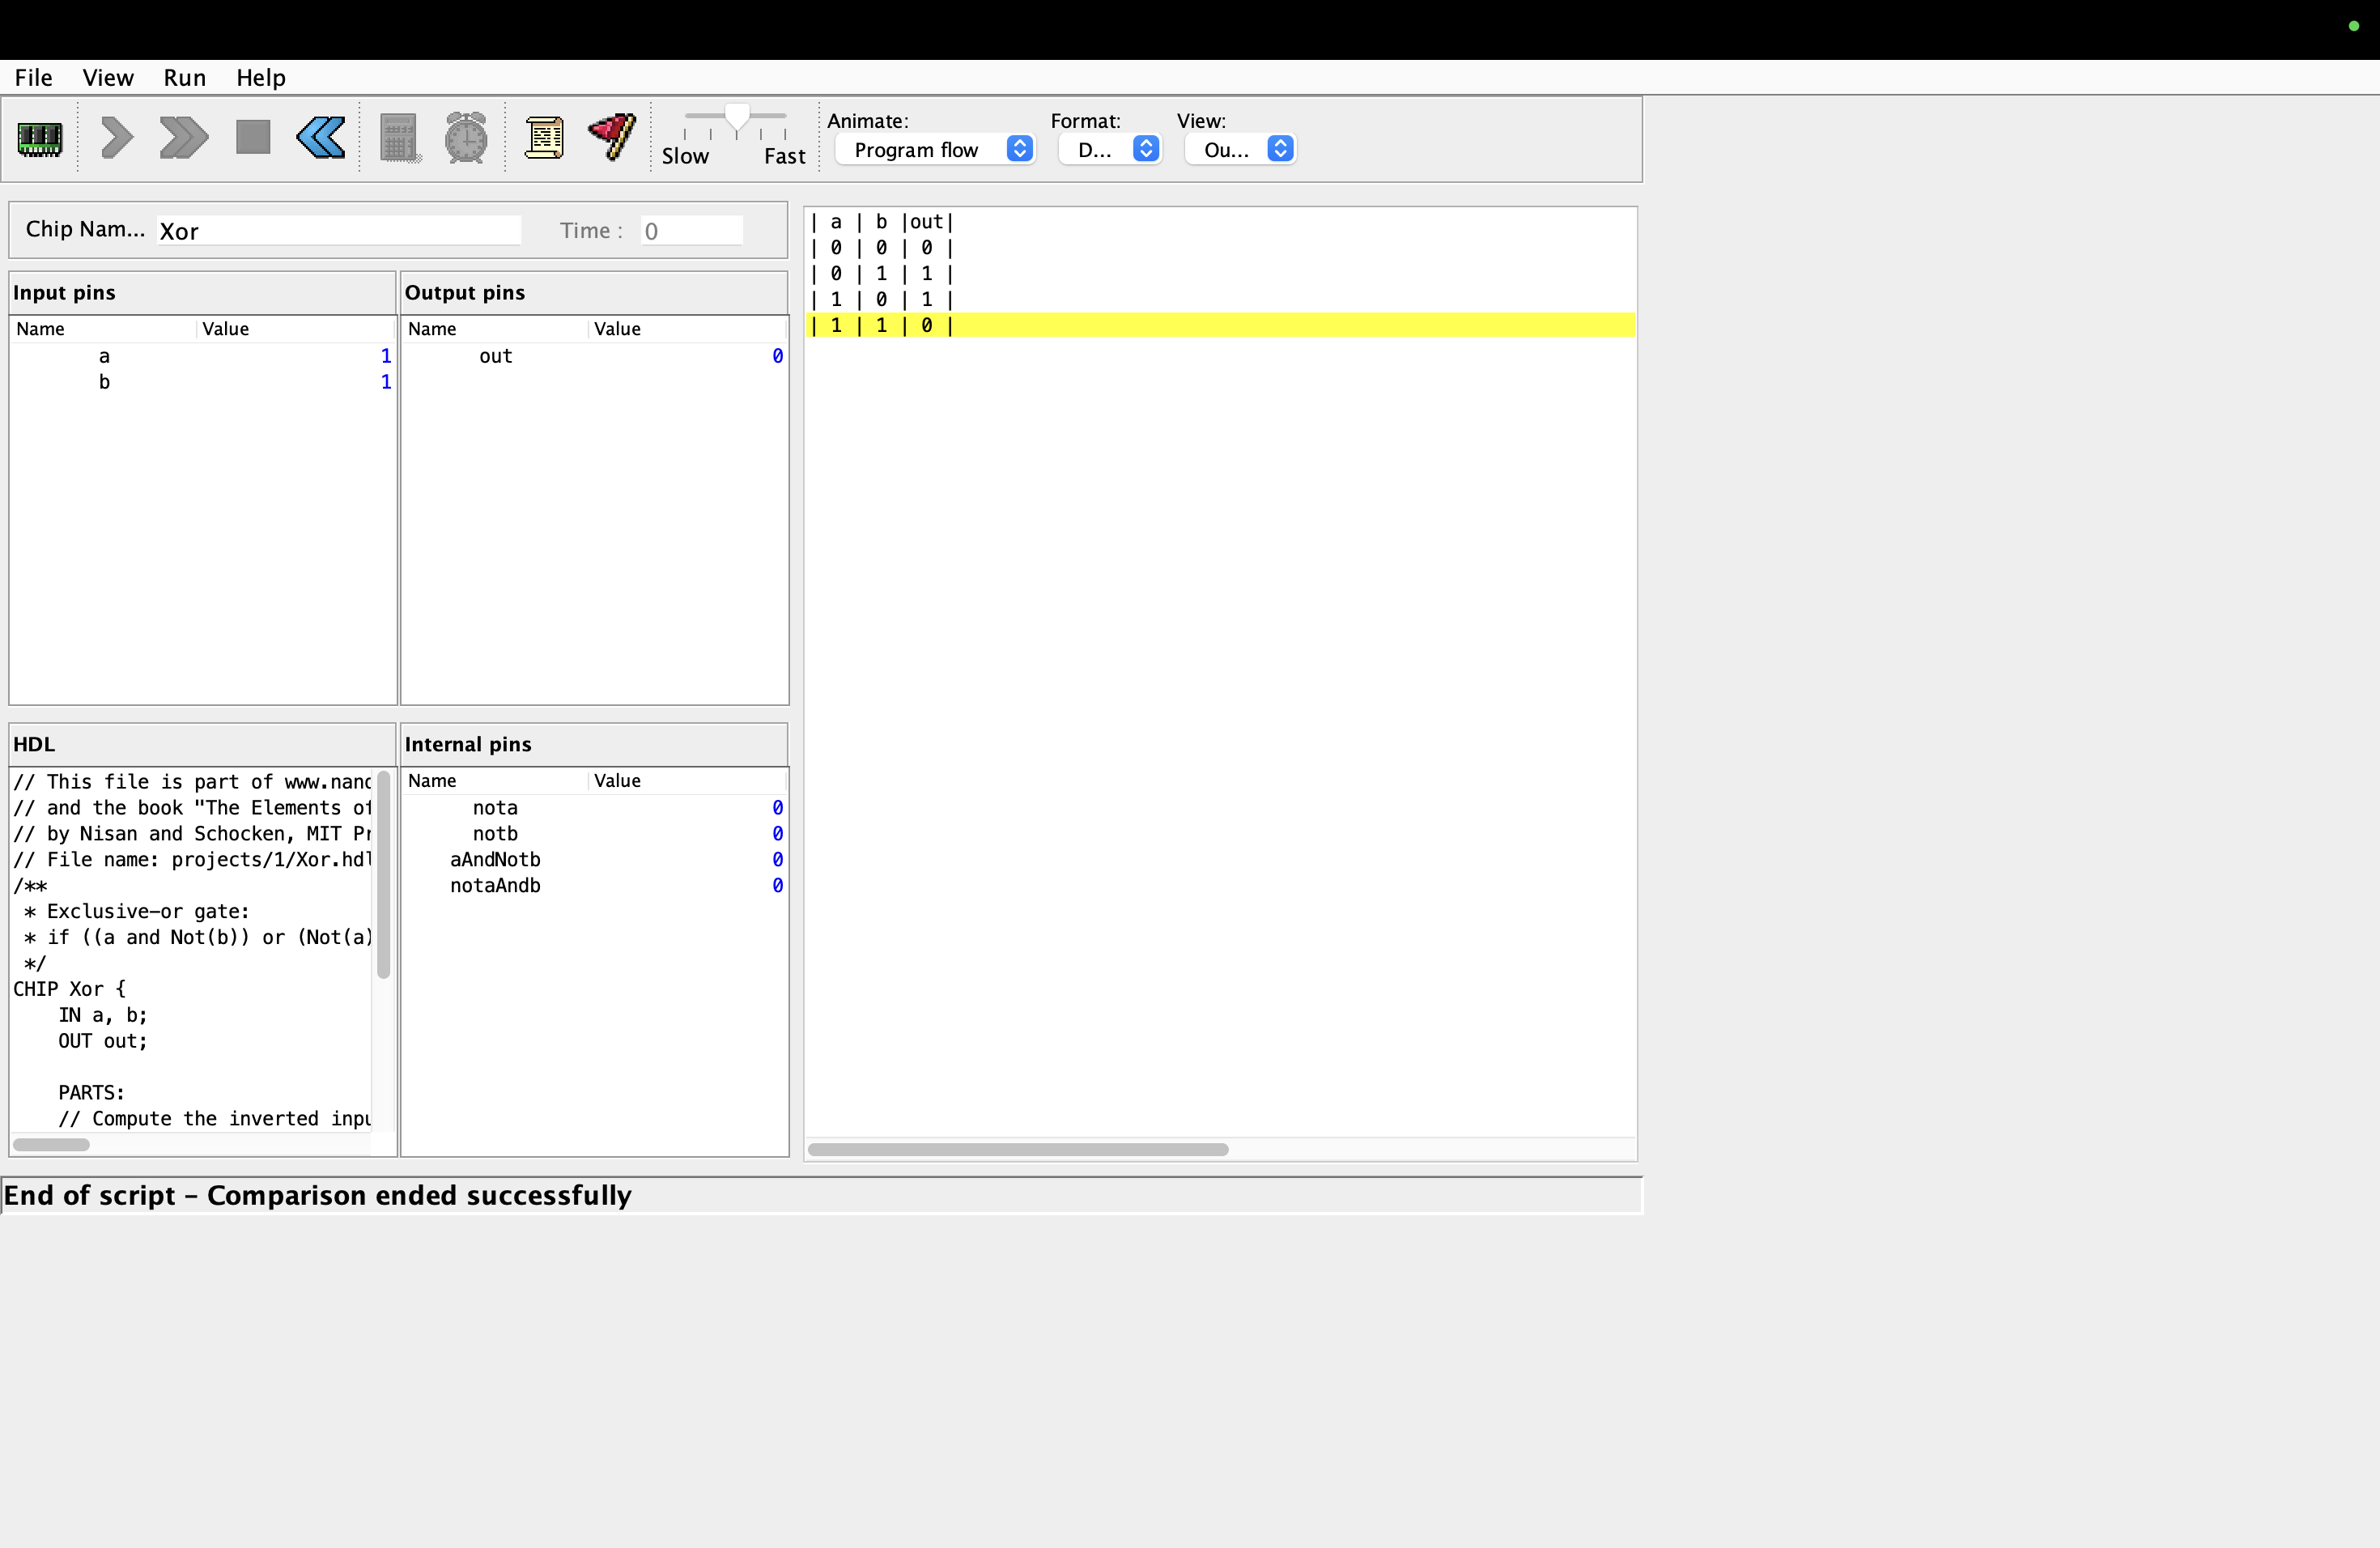 File View Run Help
Animate: Format: View:
Slow Fast Program flow D... Ou...
Chip Nam... Xor Time : 0
Input pins
Name Value
a 1
b 1
Output pins
Name Value
out 0
HDL
// This file is part of www.nand
// and the book "The Elements of
// by Nisan and Schocken, MIT Pr
// File name: projects/1/Xor.hdl
/**
* Exclusive-or gate:
* if ((a and Not(b)) or (Not(a)
*/
CHIP Xor {
IN a, b;
OUT out;
PARTS:
// Compute the inverted inpu
Internal pins
Name Value
nota 0
notb 0
aAndNotb 0
notaAndb 0
| a | b |out|
| 0 | 0 | 0 |
| 0 | 1 | 1 |
| 1 | 0 | 1 |
| 1 | 1 | 0 |
End of script - Comparison ended successfully